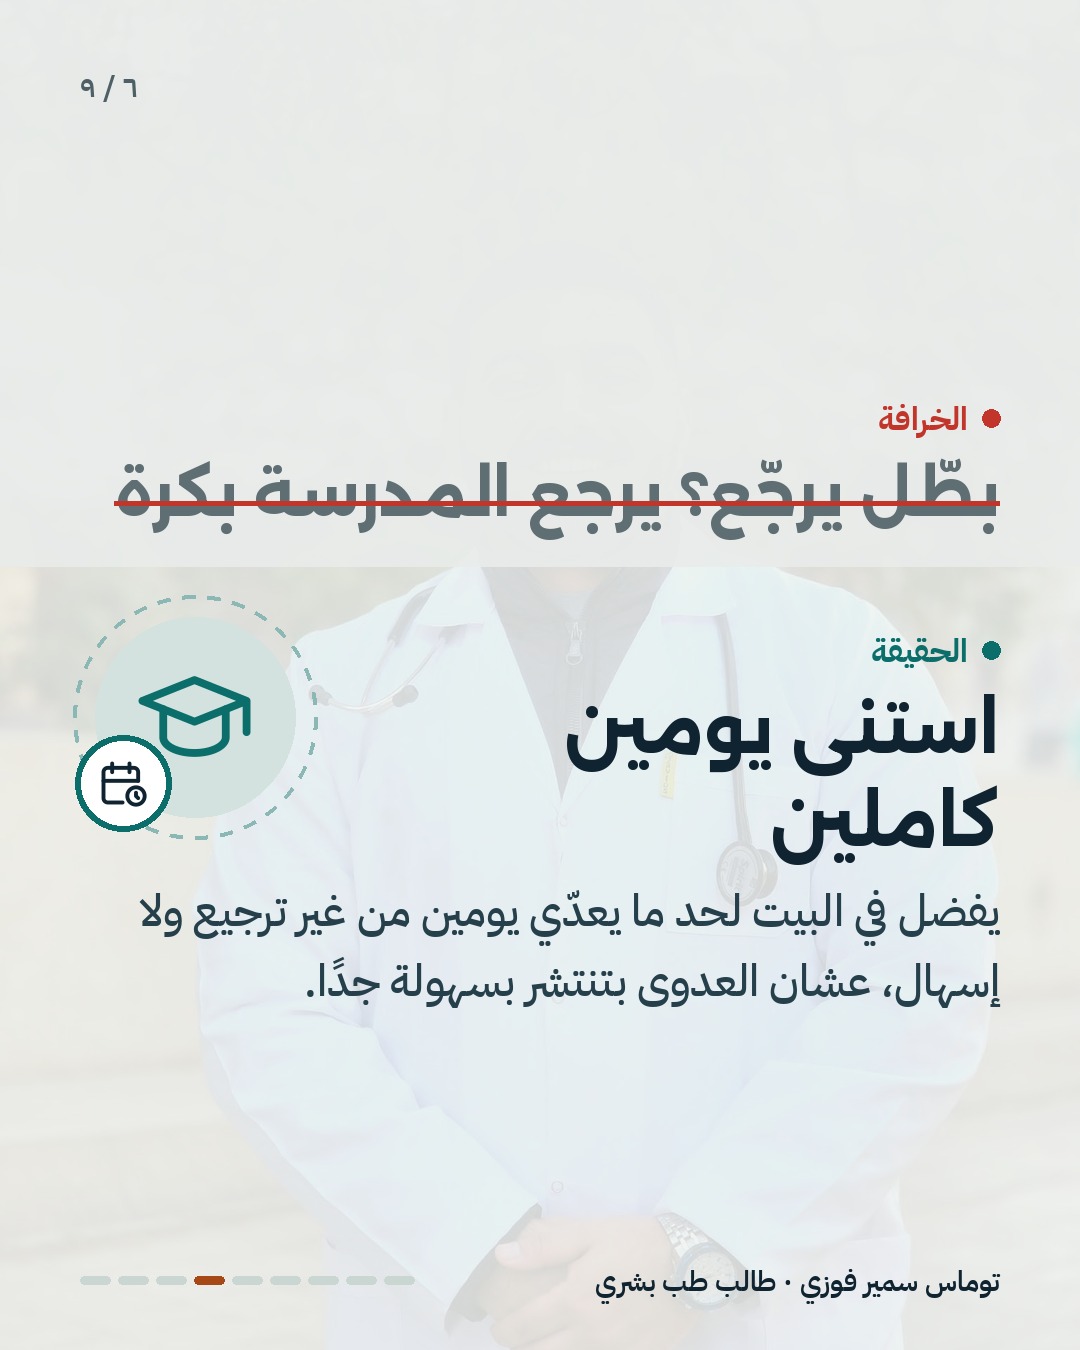 ٦ / ٩
الخرافة
بطّل يرجّع؟ يرجع المدرسة بكرة
الحقيقة
استنى يومين
كاملين
يفضل في البيت لحد ما يعدّي يومين من غير ترجيع ولا
إسهال، عشان العدوى بتنتشر بسهولة جدًا.
توماس سمير فوزي · طالب طب بشري